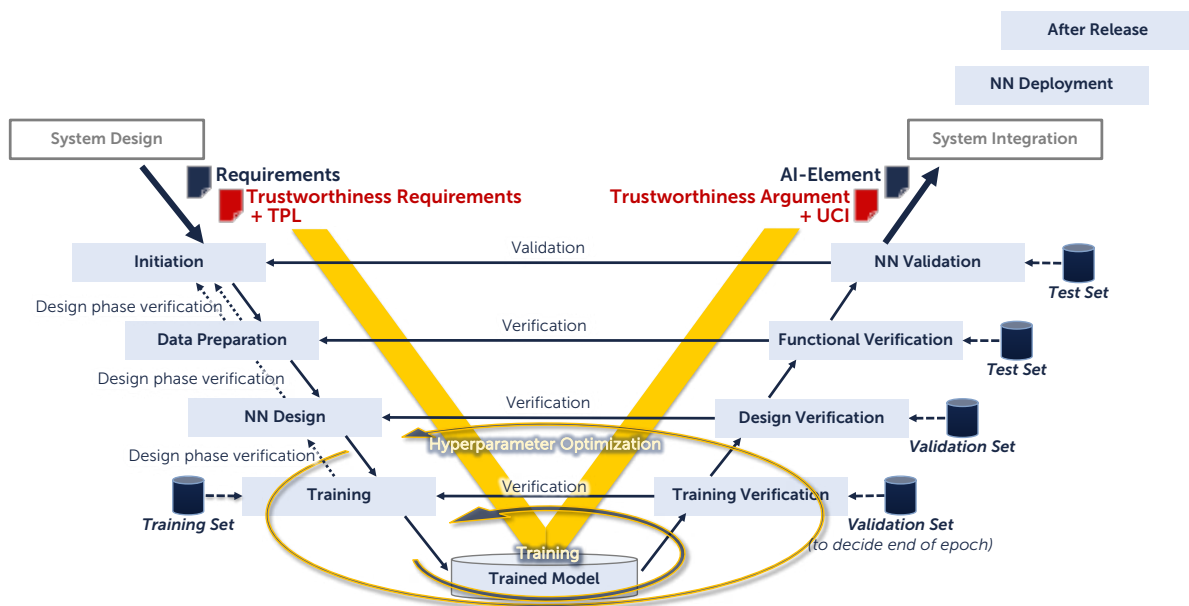 After Release
NN Deployment
System Design
System Integration
Requirements
Trustworthiness Requirements
+ TPL
AI-Element
Trustworthiness Argument
+ UCI
Initiation
Validation
NN Validation
Test Set
Design phase verification
Data Preparation
Verification
Functional Verification
Test Set
Design phase verification
NN Design
Verification
Design Verification
Validation Set
Hyperparameter Optimization
Design phase verification
Training Set
Training
Verification
Training Verification
Validation Set
(to decide end of epoch)
Training
Trained Model